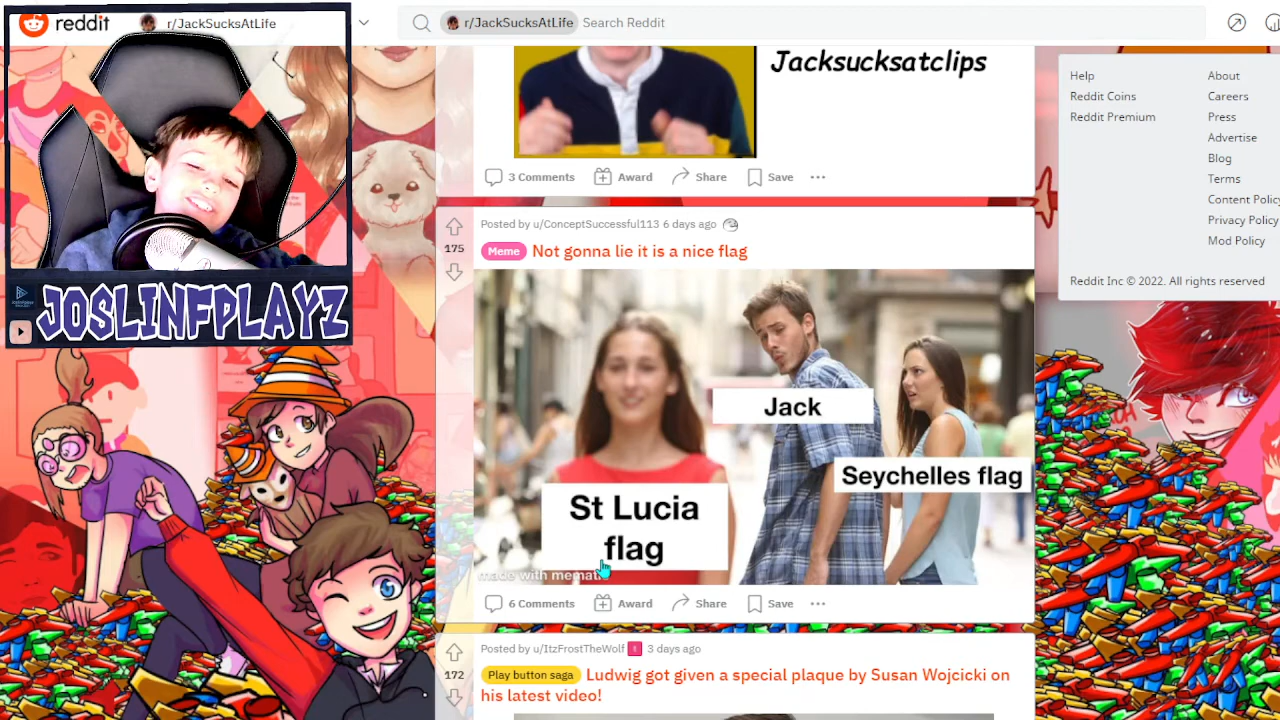 reddit
r/JackSucksAtLife
r/JackSucksAtLife
Search Reddit
JOSLINFPLAYZ
Jacksucksatclips
3 Comments
Award
Share
Save
Posted by u/ConceptSuccessful113 6 days ago
175
Meme
Not gonna lie it is a nice flag
Jack
Seychelles flag
St Lucia
flag
made with memat
6 Comments
Award
Share
Save
Posted by u/ItzFrostTheWolf
3 days ago
172
Play button saga
Ludwig got given a special plaque by Susan Wojcicki on
his latest video!
Help
About
Reddit Coins
Careers
Reddit Premium
Press
Advertise
Blog
Terms
Content Policy
Privacy Policy
Mod Policy
Reddit Inc © 2022. All rights reserved